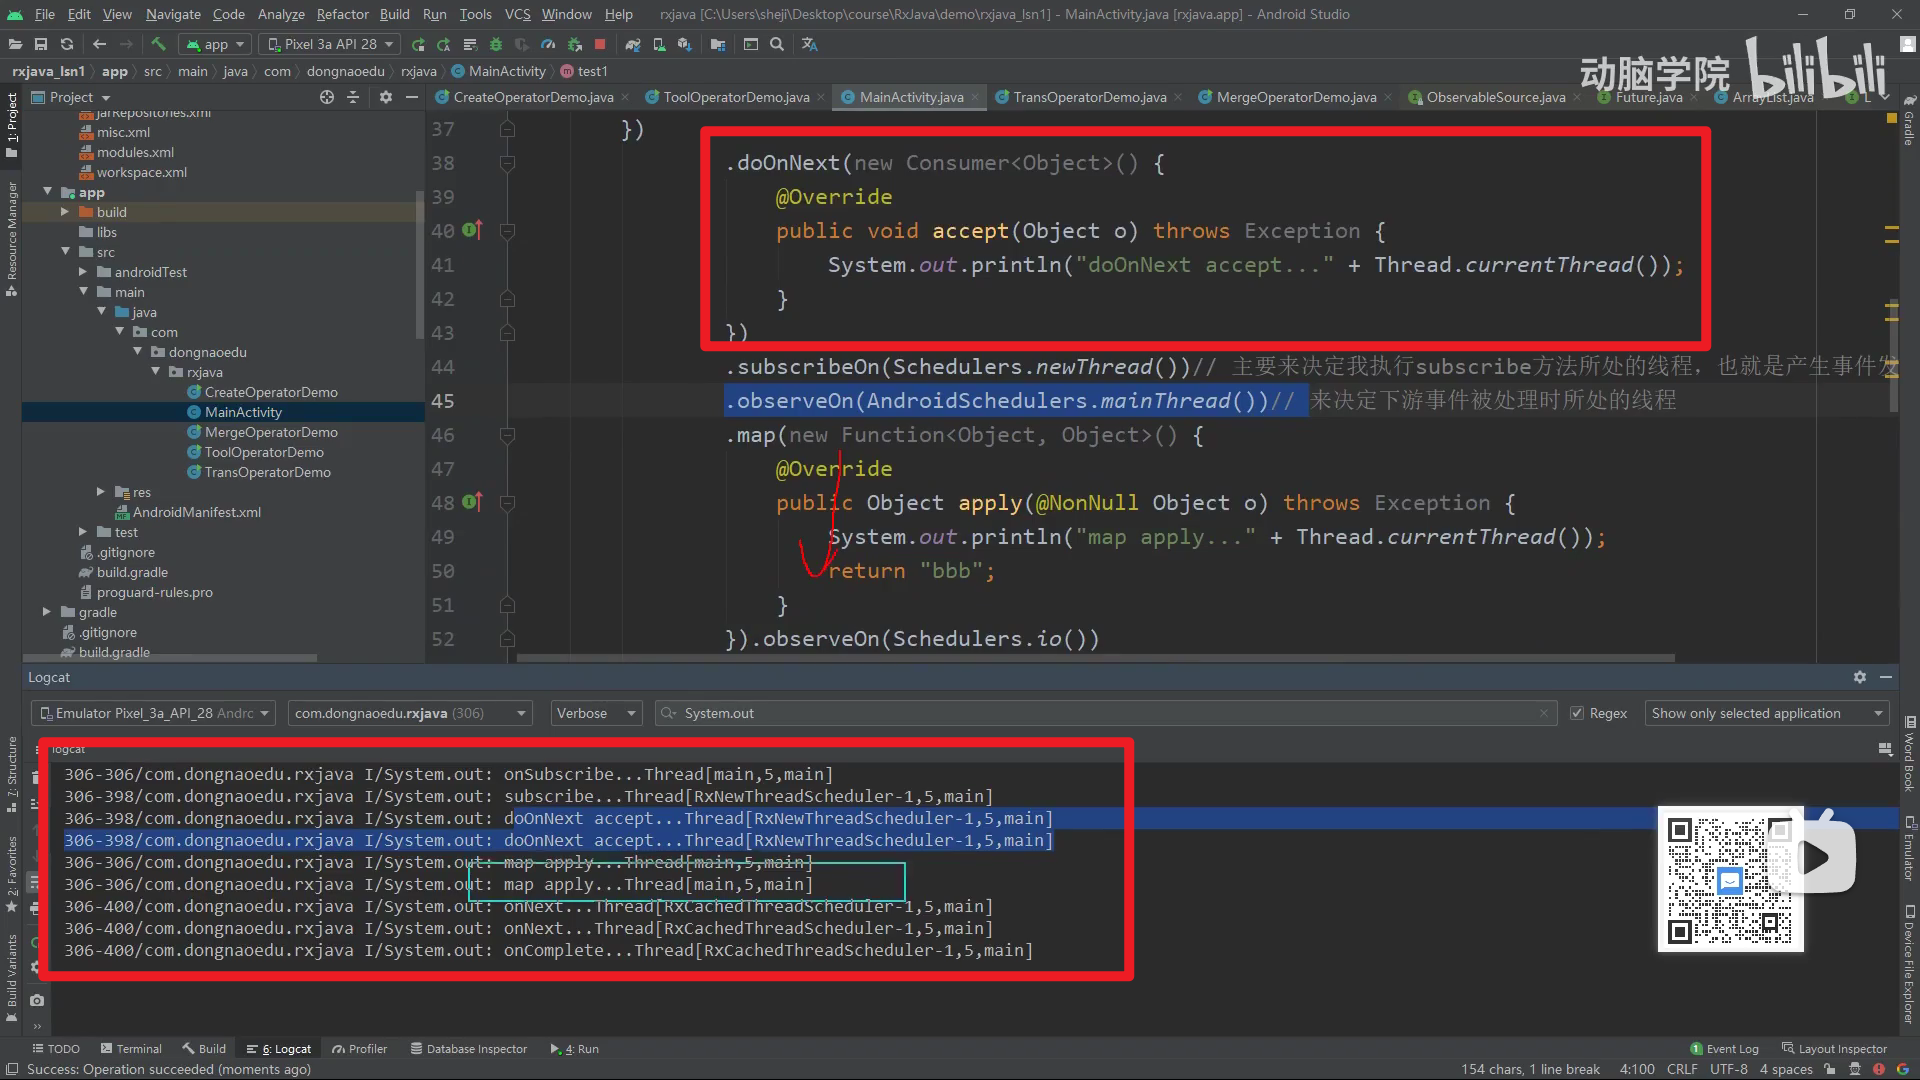 File Edit View Navigate Code Analyze Refactor Build Run Tools VCS Window Help rxjava [C:\Users\sheji\Desktop\course\RxJava\demo\rxjava_lsn1] - MainActivity.java [rxjava.app] - Android Studio
app Pixel 3a API 28
动脑学院 bilibili
rxjava_lsn1 app src main java com dongnaoedu rxjava MainActivity test1
Project
CreateOperatorDemo.java ToolOperatorDemo.java MainActivity.java TransOperatorDemo.java MergeOperatorDemo.java ObservableSource.java Future.java ArrayList.java L
1: Project
Resource Manager
7: Structure
2: Favorites
Build Variants
jarRepositories.xml
misc.xml
modules.xml
workspace.xml
app
build
libs
src
androidTest
main
java
com
dongnaoedu
rxjava
CreateOperatorDemo
MainActivity
MergeOperatorDemo
ToolOperatorDemo
TransOperatorDemo
res
AndroidManifest.xml
test
.gitignore
build.gradle
proguard-rules.pro
gradle
.gitignore
build.gradle
37 })
38 .doOnNext(new Consumer<Object>() {
39 @Override
40 public void accept(Object o) throws Exception {
41 System.out.println("doOnNext accept..." + Thread.currentThread());
42 }
43 })
44 .subscribeOn(Schedulers.newThread())// 主要来决定我执行subscribe方法所处的线程，也就是产生事件发
45 .observeOn(AndroidSchedulers.mainThread())// 来决定下游事件被处理时所处的线程
46 .map(new Function<Object, Object>() {
47 @Override
48 public Object apply(@NonNull Object o) throws Exception {
49 System.out.println("map apply..." + Thread.currentThread());
50 return "bbb";
51 }
52 }).observeOn(Schedulers.io())
Gradle
Word Book
Emulator
Device File Explorer
Logcat
Emulator Pixel_3a_API_28 Andrc com.dongnaoedu.rxjava (306) Verbose System.out Regex Show only selected application
logcat
306-306/com.dongnaoedu.rxjava I/System.out: onSubscribe...Thread[main,5,main]
306-398/com.dongnaoedu.rxjava I/System.out: subscribe...Thread[RxNewThreadScheduler-1,5,main]
306-398/com.dongnaoedu.rxjava I/System.out: doOnNext accept...Thread[RxNewThreadScheduler-1,5,main]
306-398/com.dongnaoedu.rxjava I/System.out: doOnNext accept...Thread[RxNewThreadScheduler-1,5,main]
306-306/com.dongnaoedu.rxjava I/System.out: map apply...Thread[main,5,main]
306-306/com.dongnaoedu.rxjava I/System.out: map apply...Thread[main,5,main]
306-400/com.dongnaoedu.rxjava I/System.out: onNext...Thread[RxCachedThreadScheduler-1,5,main]
306-400/com.dongnaoedu.rxjava I/System.out: onNext...Thread[RxCachedThreadScheduler-1,5,main]
306-400/com.dongnaoedu.rxjava I/System.out: onComplete...Thread[RxCachedThreadScheduler-1,5,main]
TODO Terminal Build 6: Logcat Profiler Database Inspector 4: Run 1 Event Log Layout Inspector
Success: Operation succeeded (moments ago) 154 chars, 1 line break 4:100 CRLF UTF-8 4 spaces